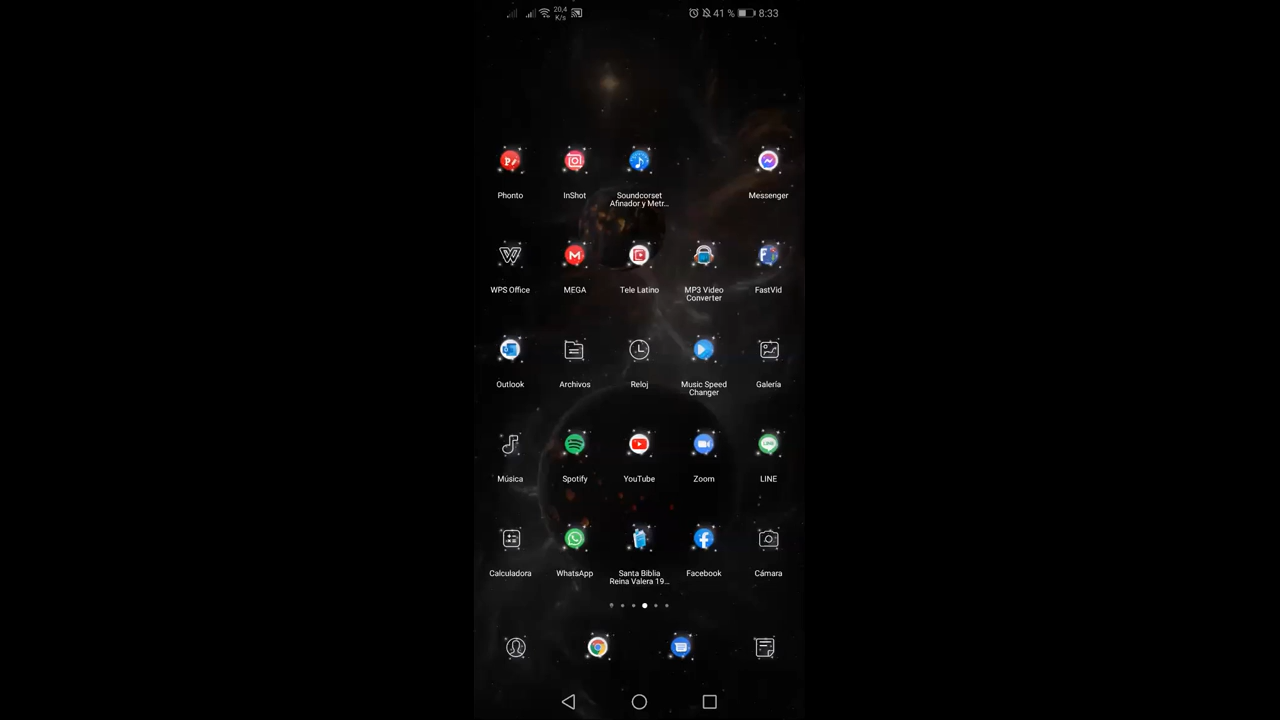 20,4
K/s
41 %
8:33
Phonto
InShot
Soundcorset
Afinador y Metr...
Messenger
WPS Office
MEGA
Tele Latino
MP3 Video
Converter
FastVid
Outlook
Archivos
Reloj
Music Speed
Changer
Galería
Música
Spotify
YouTube
Zoom
LINE
Calculadora
WhatsApp
Santa Biblia
Reina Valera 19...
Facebook
Cámara